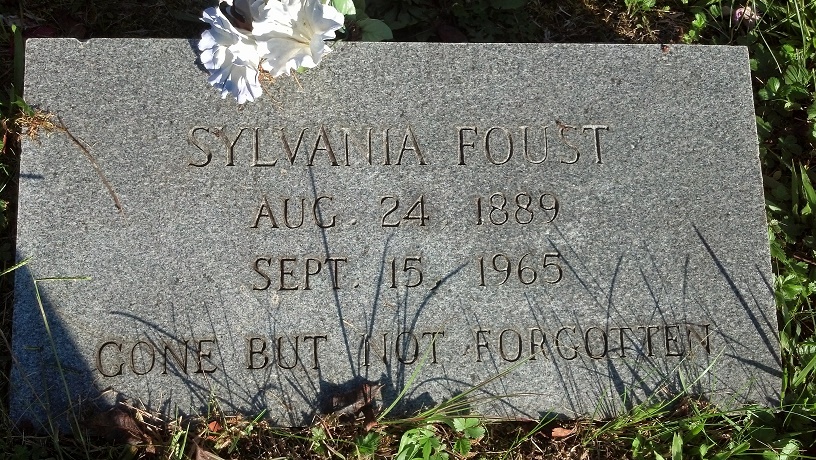 SYLVANIA FOUST
AUG. 24 1889
SEPT. 15, 1965
GONE BUT NOT FORGOTTEN